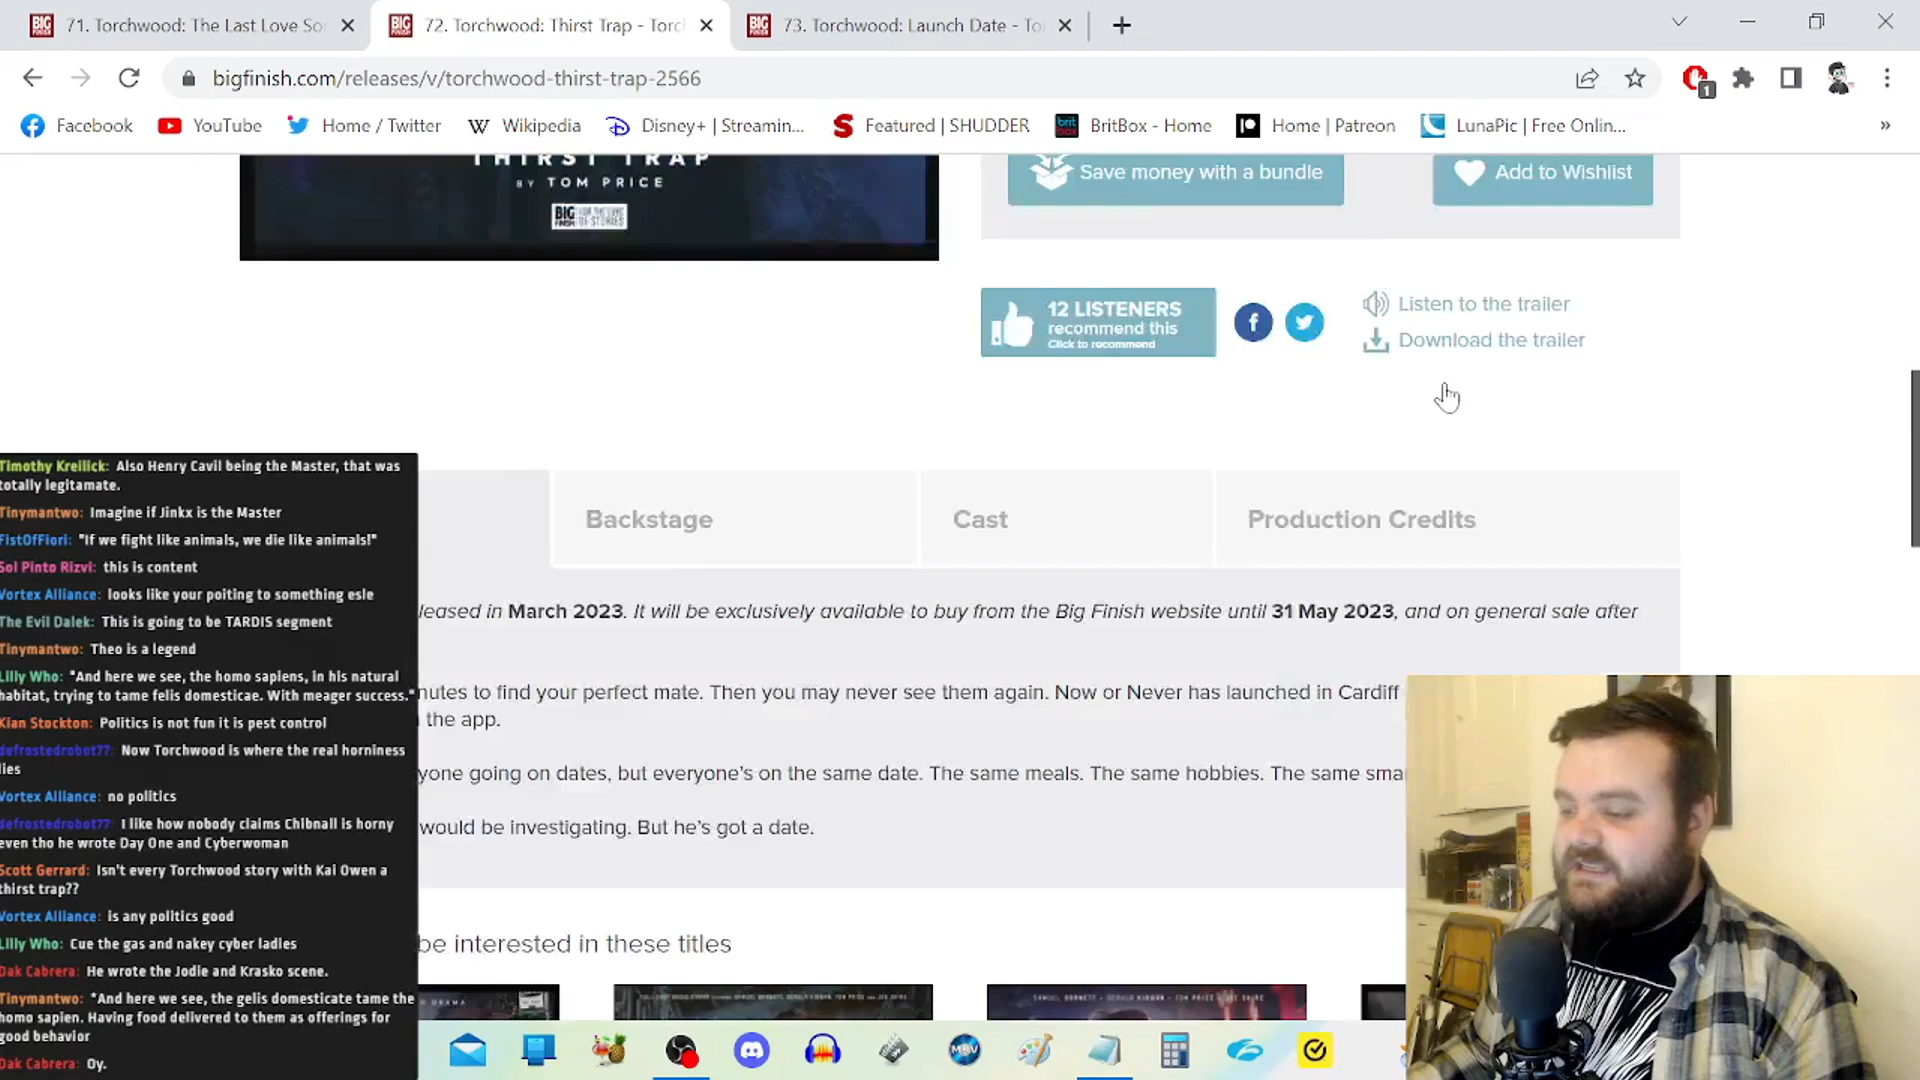 71. Torchwood: The Last Love So
72. Torchwood: Thirst Trap - Torc
73. Torchwood: Launch Date - To
bigfinish.com/releases/v/torchwood-thirst-trap-2566
1
Facebook
YouTube
Home / Twitter
Wikipedia
Disney+ | Streamin...
Featured | SHUDDER
BritBox - Home
Home | Patreon
LunaPic | Free Onlin...
»
THIRST TRAP
BY TOM PRICE
BIG FINISH FOR THE LOVE OF STORIES
Save money with a bundle
Add to Wishlist
12 LISTENERS
recommend this
Click to recommend
Listen to the trailer
Download the trailer
Backstage
Cast
Production Credits
leased in March 2023. It will be exclusively available to buy from the Big Finish website until 31 May 2023, and on general sale after
nutes to find your perfect mate. Then you may never see them again. Now or Never has launched in Cardiff
the app.
yone going on dates, but everyone's on the same date. The same meals. The same hobbies. The same sma
would be investigating. But he's got a date.
be interested in these titles
Timothy Kreilick: Also Henry Cavil being the Master, that was
totally legitamate.
Tinymantwo: Imagine if Jinkx is the Master
FistOfFiori: "If we fight like animals, we die like animals!"
Sol Pinto Rizvi: this is content
Vortex Alliance: looks like your poiting to something esle
The Evil Dalek: This is going to be TARDIS segment
Tinymantwo: Theo is a legend
Lilly Who: "And here we see, the homo sapiens, in his natural
habitat, trying to tame felis domesticae. With meager success."
Kian Stockton: Politics is not fun it is pest control
defrostedrobot77: Now Torchwood is where the real horniness
lies
Vortex Alliance: no politics
defrostedrobot77: I like how nobody claims Chibnall is horny
even tho he wrote Day One and Cyberwoman
Scott Gerrard: Isn't every Torchwood story with Kai Owen a
thirst trap??
Vortex Alliance: is any politics good
Lilly Who: Cue the gas and nakey cyber ladies
Dak Cabrera: He wrote the Jodie and Krasko scene.
Tinymantwo: "And here we see, the gelis domesticate tame the
homo sapien. Having food delivered to them as offerings for
good behavior
Dak Cabrera: Oy.